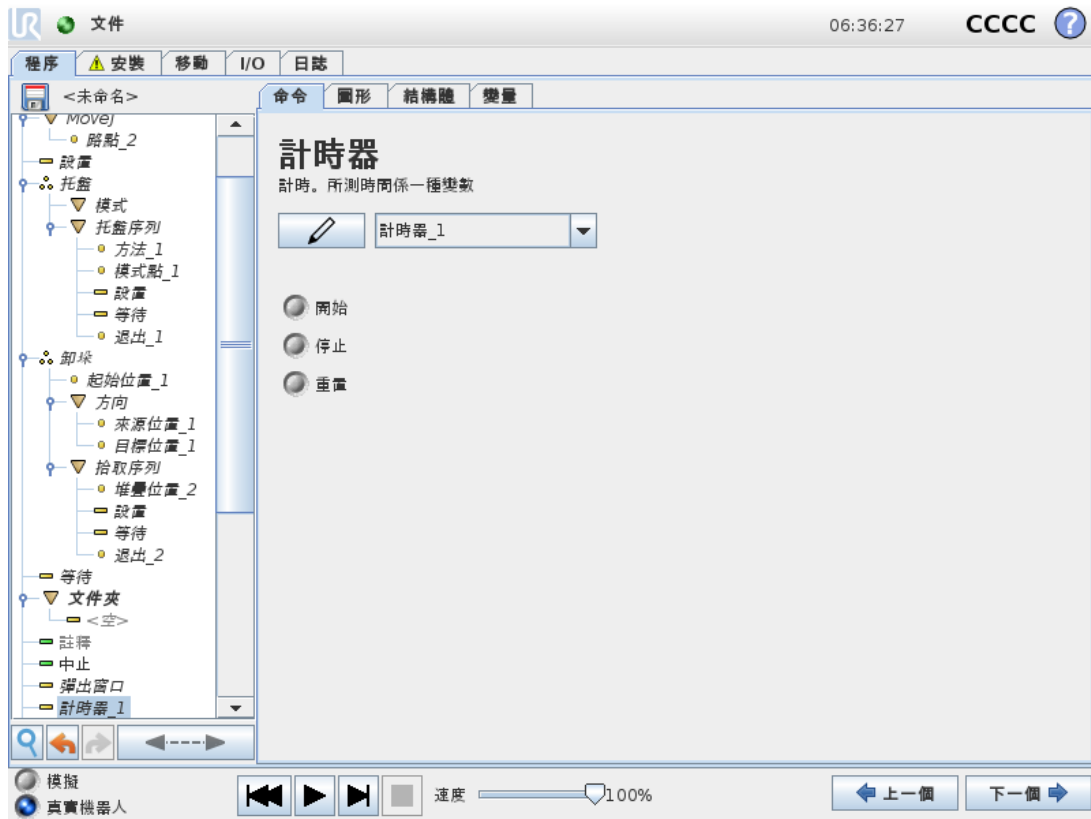 UR 文件 06:36:27 CCCC ?
程序 安裝 移動 I/O 日誌
<未命名>
命令 圖形 結構體 變量
MoveJ
路點_2
設置
托盤
模式
托盤序列
方法_1
模式點_1
設置
等待
退出_1
卸垛
起始位置_1
方向
來源位置_1
目標位置_1
拾取序列
堆疊位置_2
設置
等待
退出_2
等待
文件夾
<空>
註釋
中止
彈出窗口
計時器_1
計時器
計時。所測時間係一種變數
計時器_1
開始
停止
重置
模擬
真實機器人
速度 100%
上一個 下一個